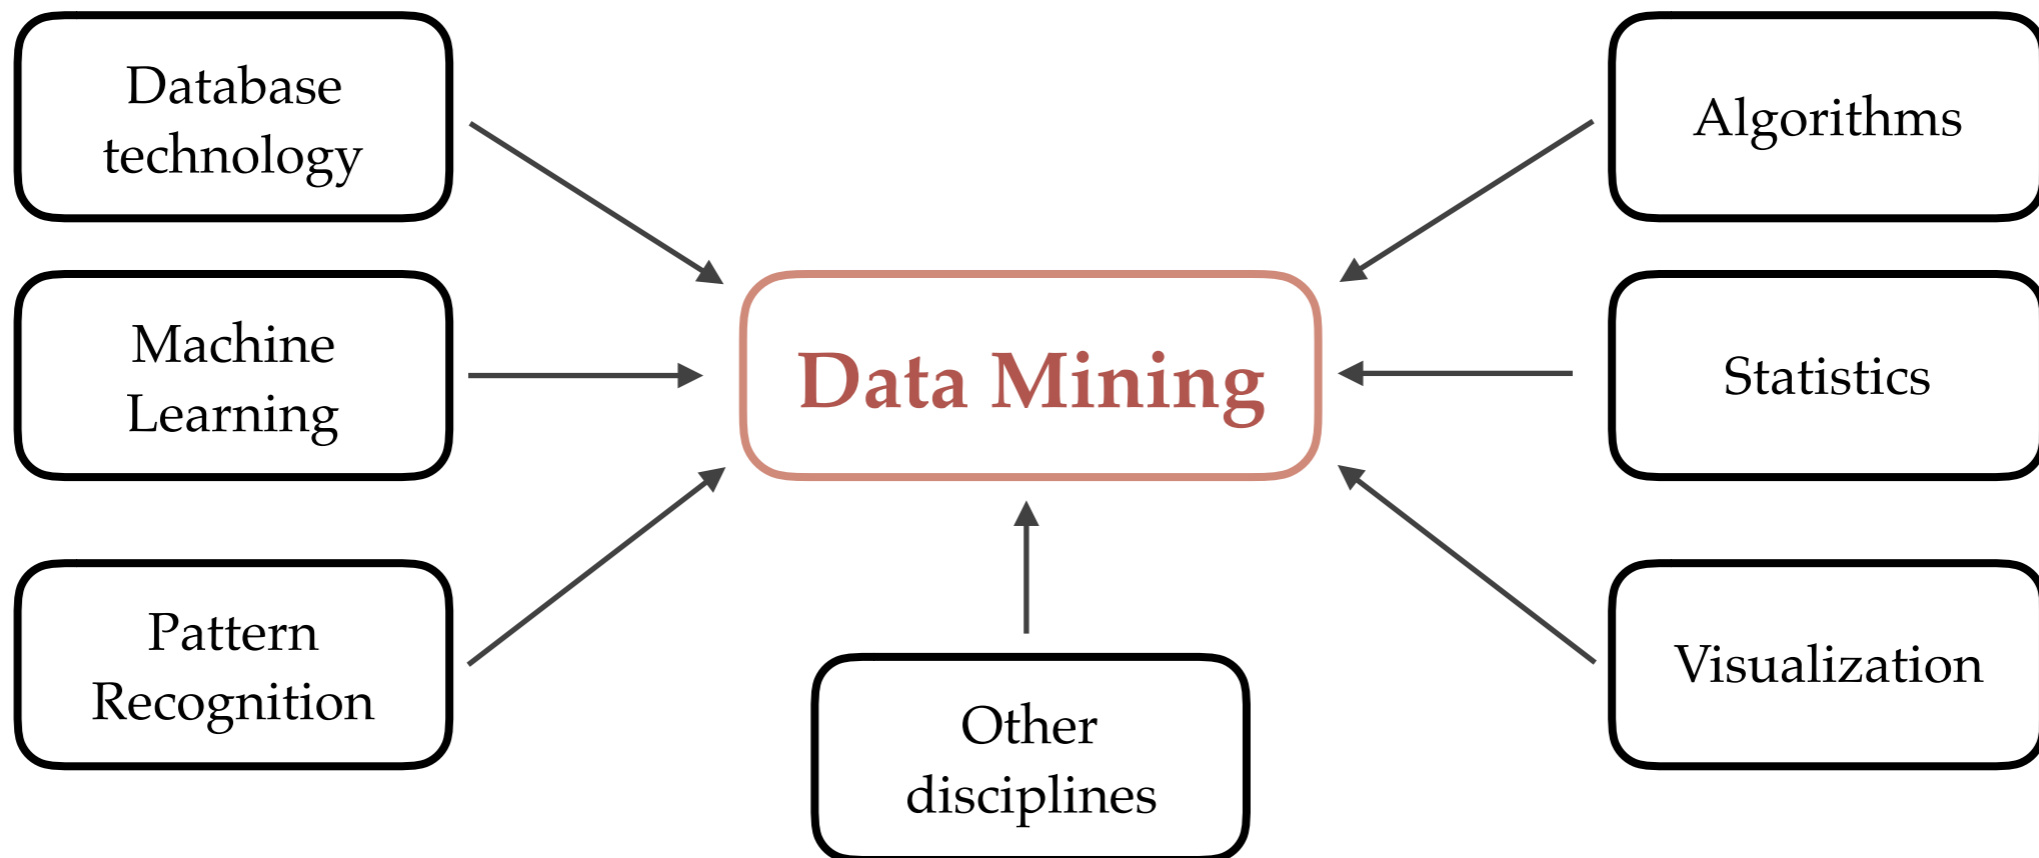 Database
technology
Machine
Learning
Pattern
Recognition
Data Mining
Other
disciplines
Algorithms
Statistics
Visualization